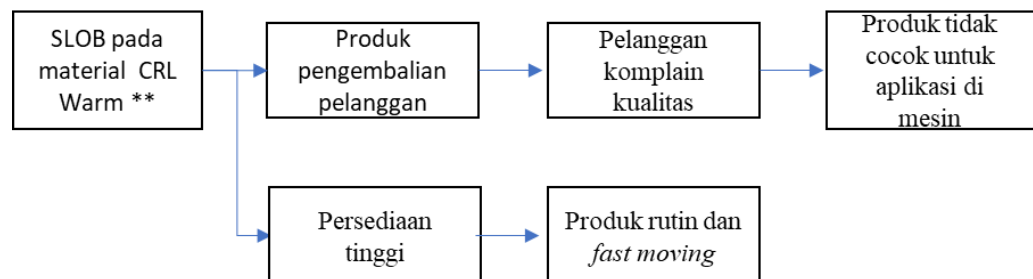 SLOB pada
material CRL
Warm **
Produk
pengembalian
pelanggan
Pelanggan
komplain
kualitas
Produk tidak
cocok untuk
aplikasi di
mesin
Persediaan
tinggi
Produk rutin dan
fast moving